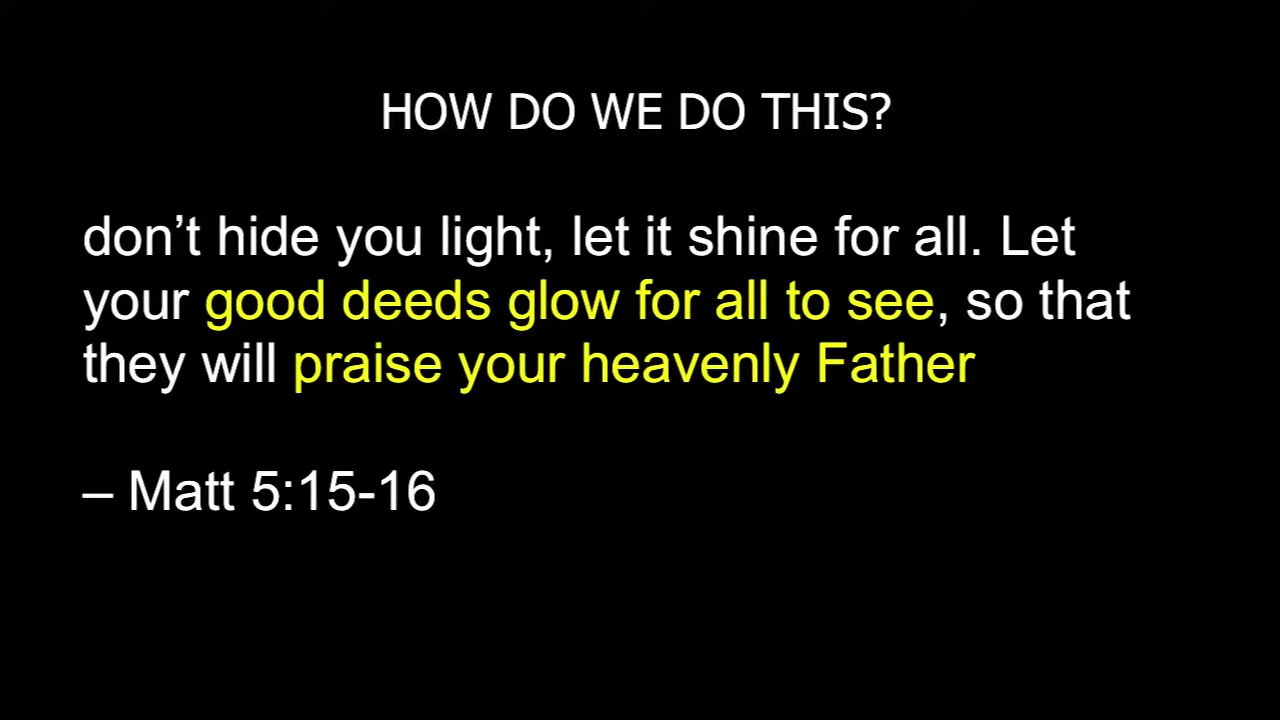 HOW DO WE DO THIS?
don’t hide you light, let it shine for all. Let
your good deeds glow for all to see, so that
they will praise your heavenly Father
– Matt 5:15-16